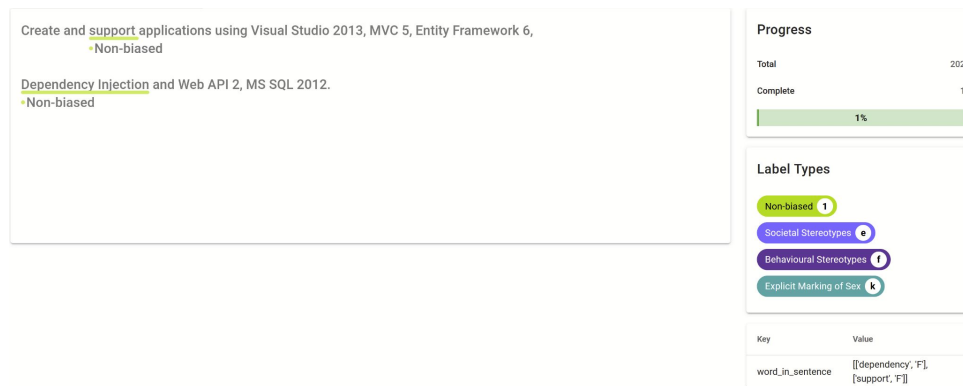 Create and support applications using Visual Studio 2013, MVC 5, Entity Framework 6,
•Non-biased
Dependency Injection and Web API 2, MS SQL 2012.
•Non-biased
Progress
Total 202
Complete 1
1%
Label Types
Non-biased 1
Societal Stereotypes e
Behavioural Stereotypes f
Explicit Marking of Sex k
Key Value
word_in_sentence [['dependency', 'F'],
['support', 'F']]